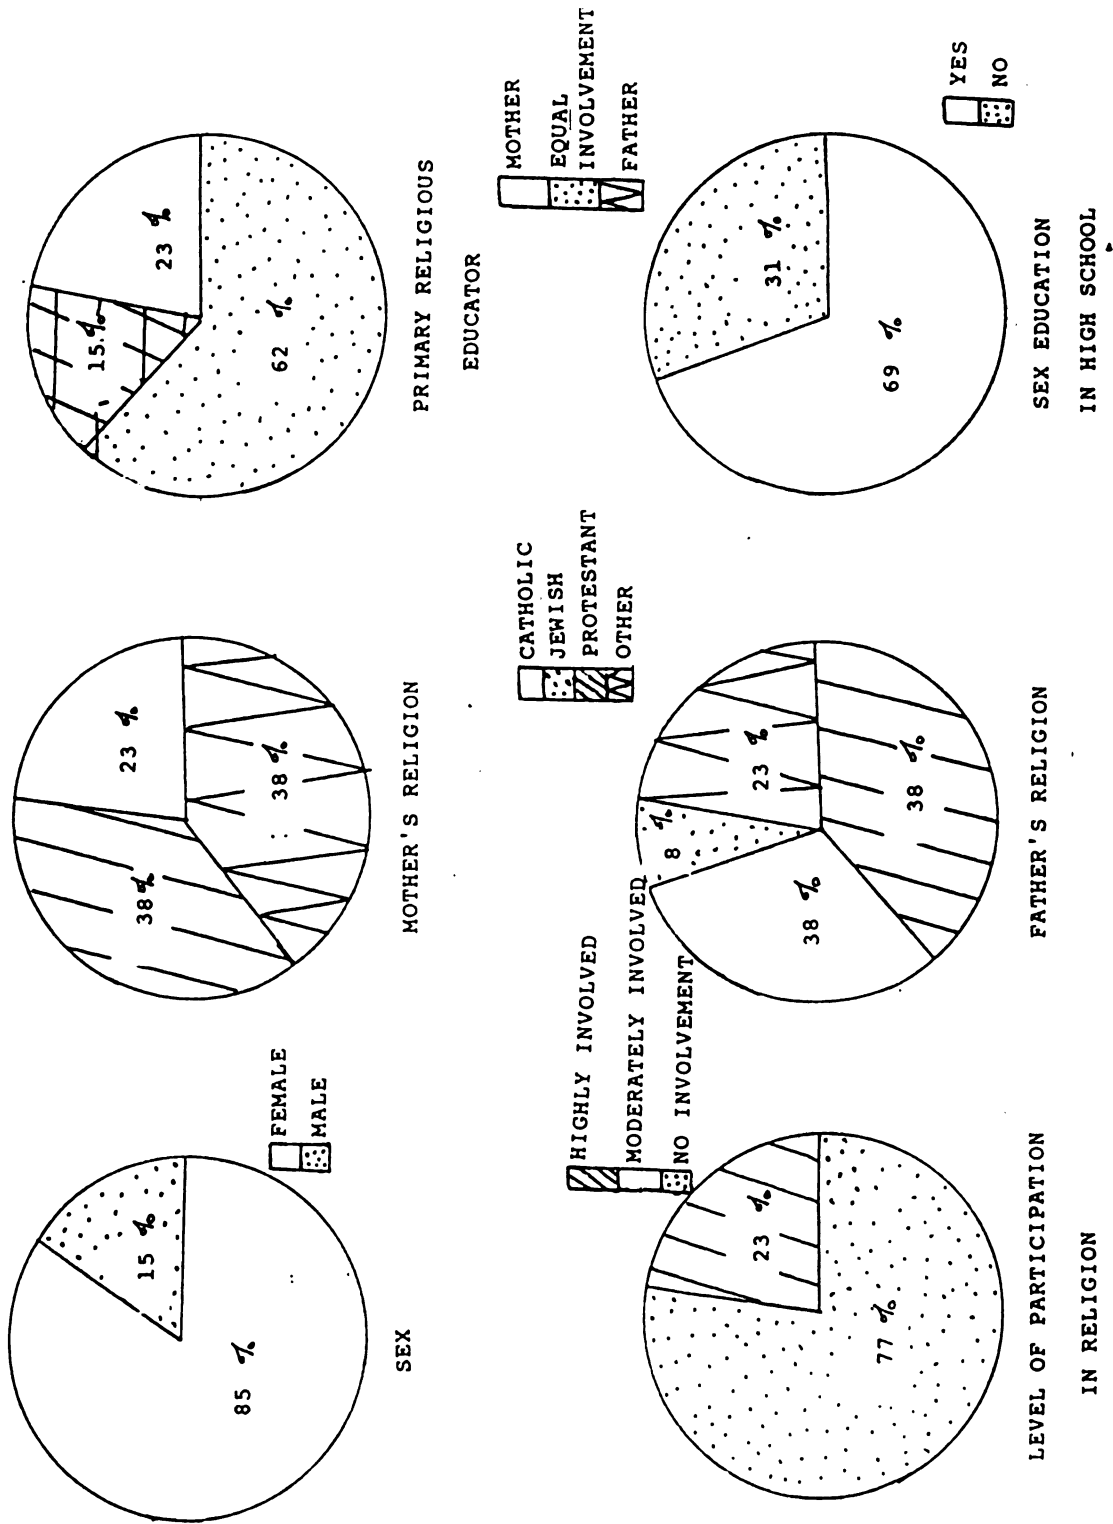 15 %
85 %
FEMALE
MALE
SEX
38 %
23 %
38 %
MOTHER'S RELIGION
15 %
23 %
62 %
PRIMARY RELIGIOUS
EDUCATOR
HIGHLY INVOLVED
MODERATELY INVOLVED
NO INVOLVEMENT
CATHOLIC
JEWISH
PROTESTANT
OTHER
MOTHER
EQUAL
INVOLVEMENT
FATHER
23 %
77 %
LEVEL OF PARTICIPATION
IN RELIGION
8 %
23 %
38 %
38 %
FATHER'S RELIGION
31 %
69 %
YES
NO
SEX EDUCATION
IN HIGH SCHOOL